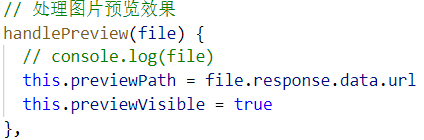 // 处理图片预览效果
handlePreview(file) {
  // console.log(file)
  this.previewPath = file.response.data.url
  this.previewVisible = true
},